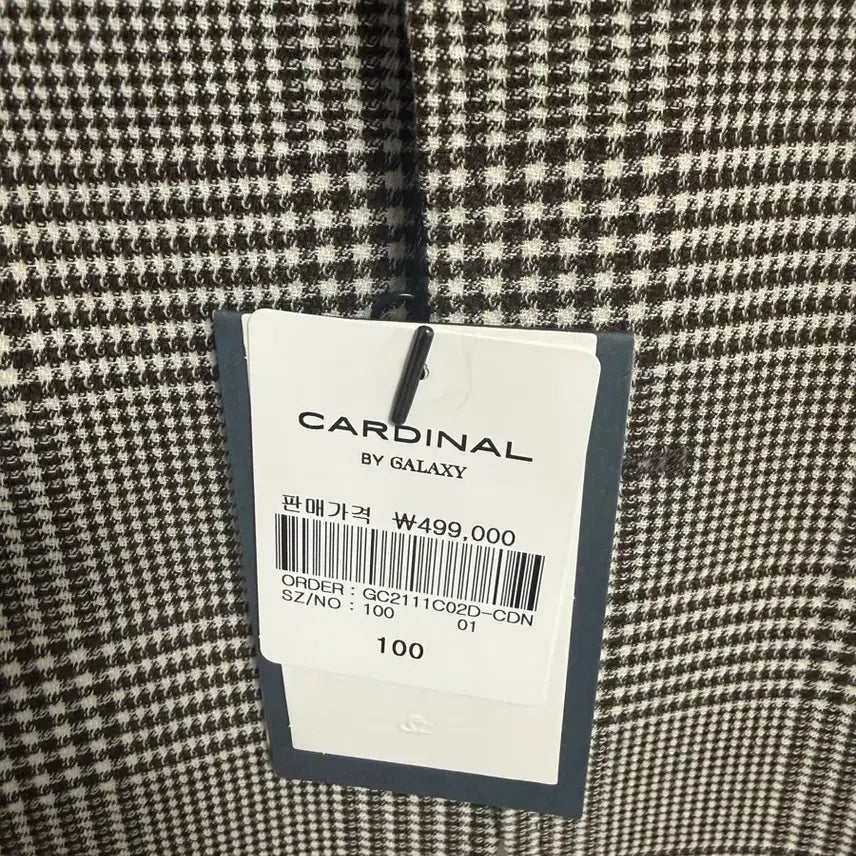 CARDINAL
BY GALAXY
판매가격 ₩499,000
ORDER : GC2111C02D-CDN
SZ/NO : 100 01
100